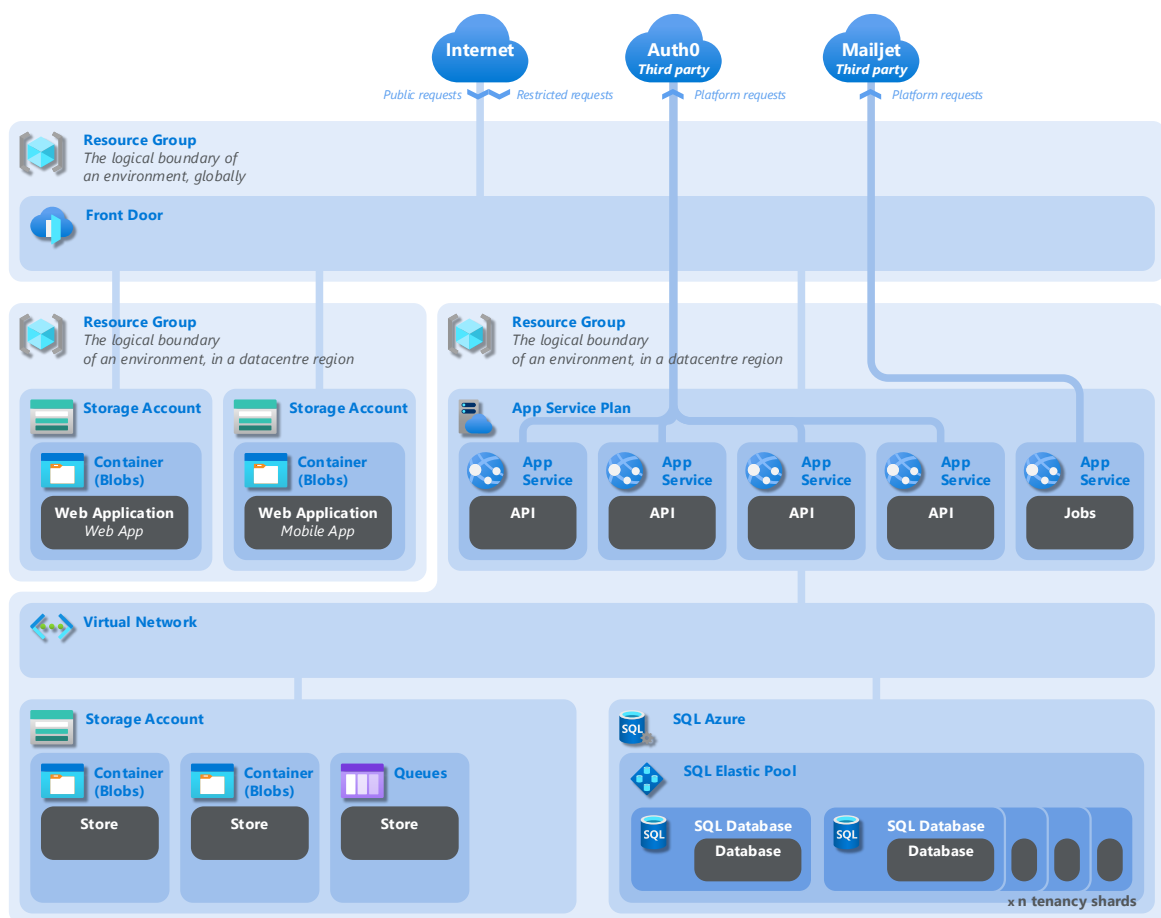 Internet
Auth0
Third party
Mailjet
Third party
Public requests
Restricted requests
Platform requests
Platform requests
Resource Group
The logical boundary of
an environment, globally
Front Door
Resource Group
The logical boundary
of an environment, in a datacentre region
Resource Group
The logical boundary
of an environment, in a datacentre region
Storage Account
Container
(Blobs)
Web Application
Web App
Storage Account
Container
(Blobs)
Web Application
Mobile App
App Service Plan
App
Service
API
App
Service
API
App
Service
API
App
Service
API
App
Service
Jobs
Virtual Network
Storage Account
Container
(Blobs)
Store
Container
(Blobs)
Store
Queues
Store
SQL
SQL Azure
SQL Elastic Pool
SQL
SQL Database
Database
SQL
SQL Database
Database
x n tenancy shards